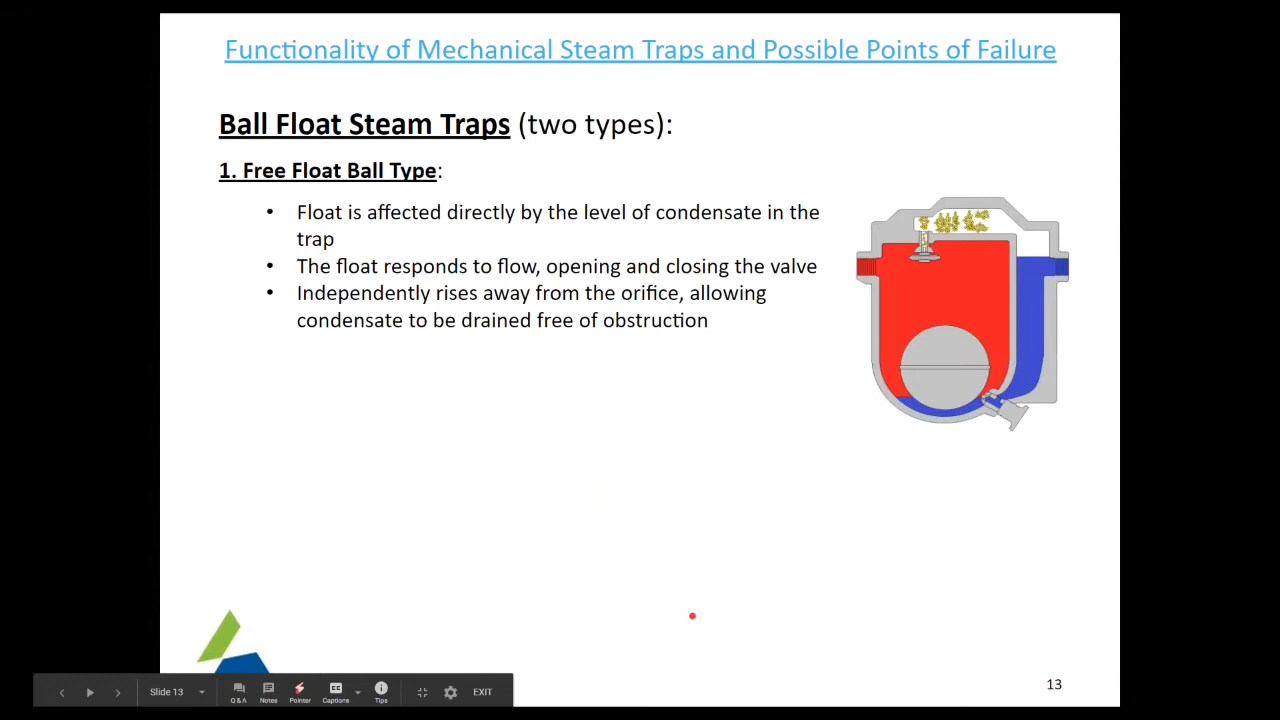 Functionality of Mechanical Steam Traps and Possible Points of Failure
Ball Float Steam Traps (two types):
1. Free Float Ball Type:
• Float is affected directly by the level of condensate in the
trap
• The float responds to flow, opening and closing the valve
• Independently rises away from the orifice, allowing
condensate to be drained free of obstruction
Slide 13
Q & A
Notes
Pointer
Captions
Tips
EXIT
13